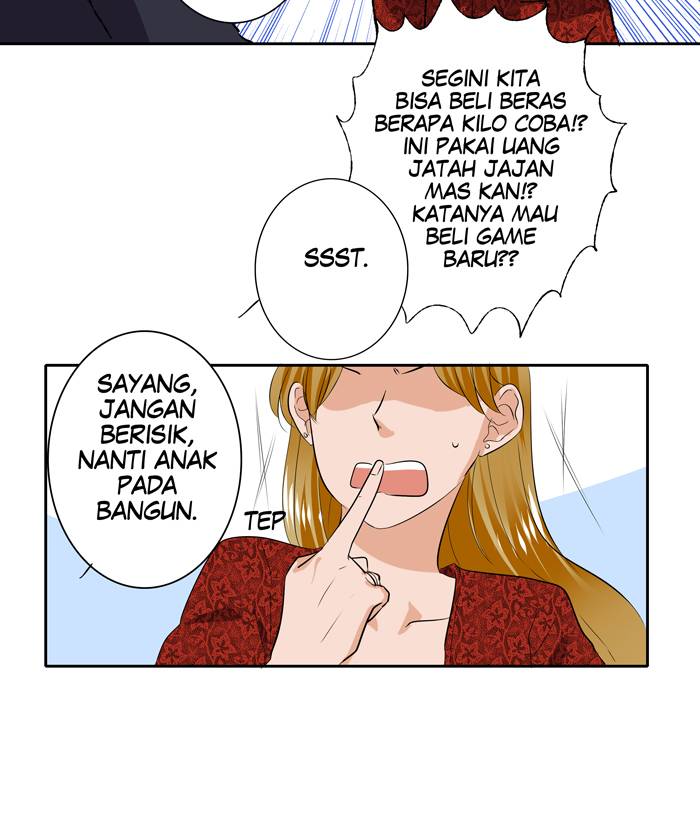 SEGINI KITA
BISA BELI BERAS
BERAPA KILO COBA!?
INI PAKAI UANG
JATAH JAJAN
MAS KAN!?
KATANYA MAU
BELI GAME
BARU??
SSST.
SAYANG,
JANGAN
BERISIK,
NANTI ANAK
PADA
BANGUN.
TEP